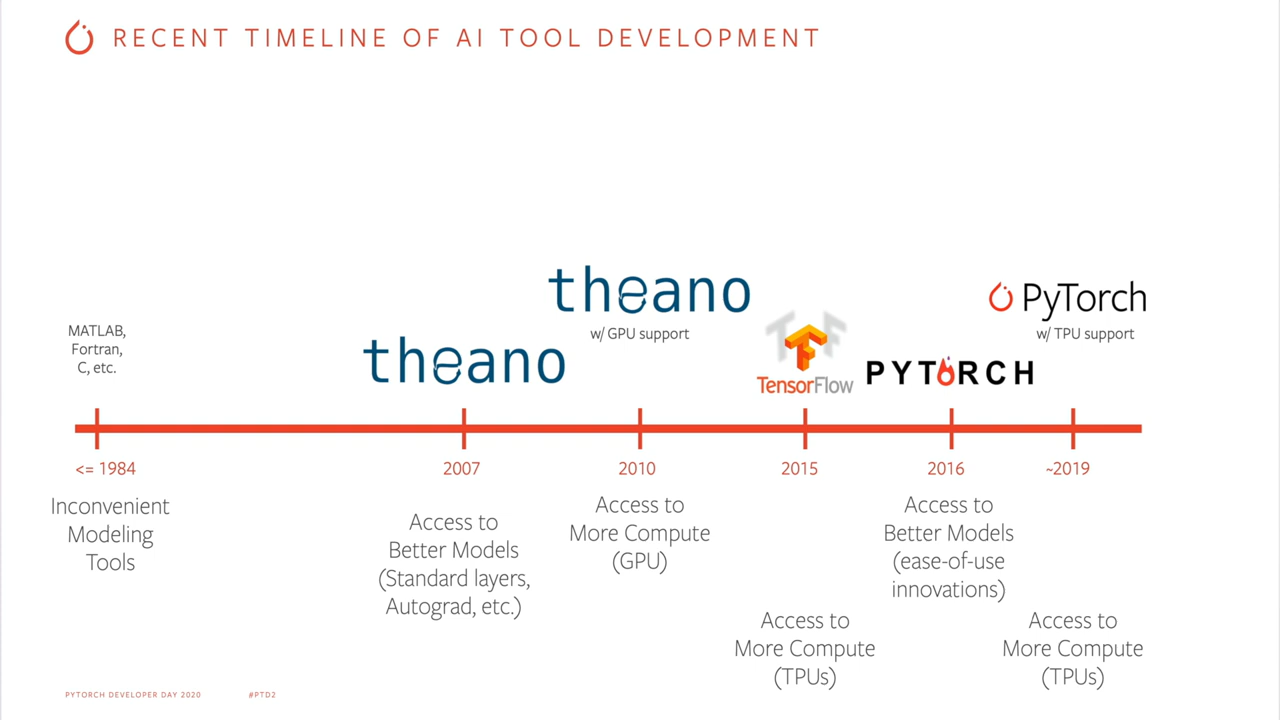 RECENT TIMELINE OF AI TOOL DEVELOPMENT
MATLAB,
Fortran,
C, etc.
theano
theano
w/ GPU support
TensorFlow
PYTORCH
PyTorch
w/ TPU support
<= 1984
2007
2010
2015
2016
~2019
Inconvenient
Modeling
Tools
Access to
Better Models
(Standard layers,
Autograd, etc.)
Access to
More Compute
(GPU)
Access to
More Compute
(TPUs)
Access to
Better Models
(ease-of-use
innovations)
Access to
More Compute
(TPUs)
PYTORCH DEVELOPER DAY 2020
#PTD2